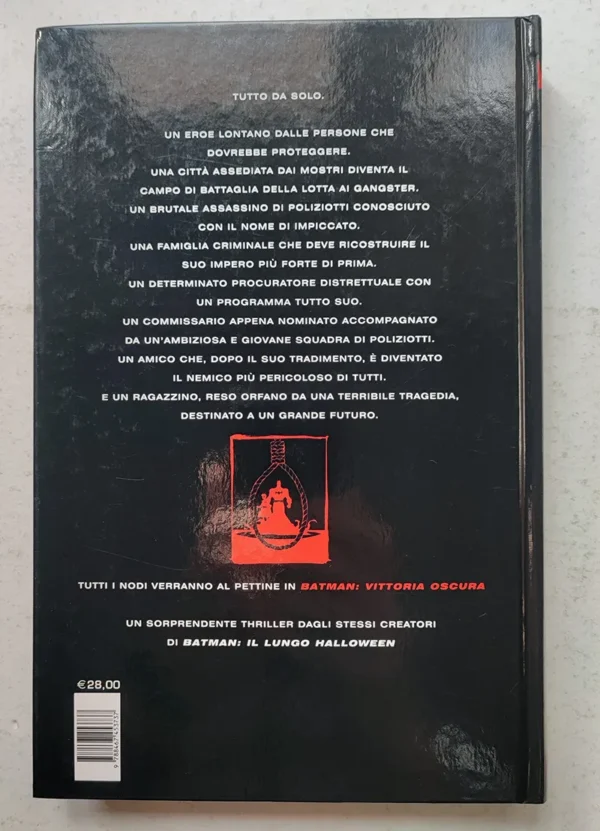 TUTTO DA SOLO.
UN EROE LONTANO DALLE PERSONE CHE
DOVREBBE PROTEGGERE.
UNA CITTÀ ASSEDIATA DAI MOSTRI DIVENTA IL
CAMPO DI BATTAGLIA DELLA LOTTA AI GANGSTER.
UN BRUTALE ASSASSINO DI POLIZIOTTI CONOSCIUTO
CON IL NOME DI IMPICCATO.
UNA FAMIGLIA CRIMINALE CHE DEVE RICOSTRUIRE IL
SUO IMPERO PIÙ FORTE DI PRIMA.
UN DETERMINATO PROCURATORE DISTRETTUALE CON
UN PROGRAMMA TUTTO SUO.
UN COMMISSARIO APPENA NOMINATO ACCOMPAGNATO
DA UN'AMBIZIOSA E GIOVANE SQUADRA DI POLIZIOTTI.
UN AMICO CHE, DOPO IL SUO TRADIMENTO, È DIVENTATO
IL NEMICO PIÙ PERICOLOSO DI TUTTI.
E UN RAGAZZINO, RESO ORFANO DA UNA TERRIBILE TRAGEDIA,
DESTINATO A UN GRANDE FUTURO.
TUTTI I NODI VERRANNO AL PETTINE IN BATMAN: VITTORIA OSCURA
UN SORPRENDENTE THRILLER DAGLI STESSI CREATORI
DI BATMAN: IL LUNGO HALLOWEEN
€28,00
9 788467 453737